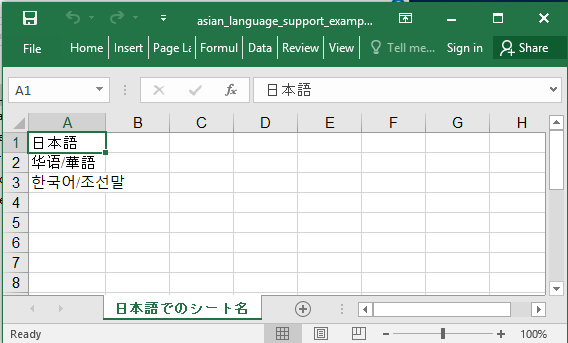 asian_language_support_exampl...
File Home Insert Page La Formul Data Review View Tell me... Sign in Share
A1 fx 日本語
A B C D E F G H
1 日本語
2 华语/華語
3 한국어/조선말
4
5
6
7
8
日本語でのシート名
Ready 100%